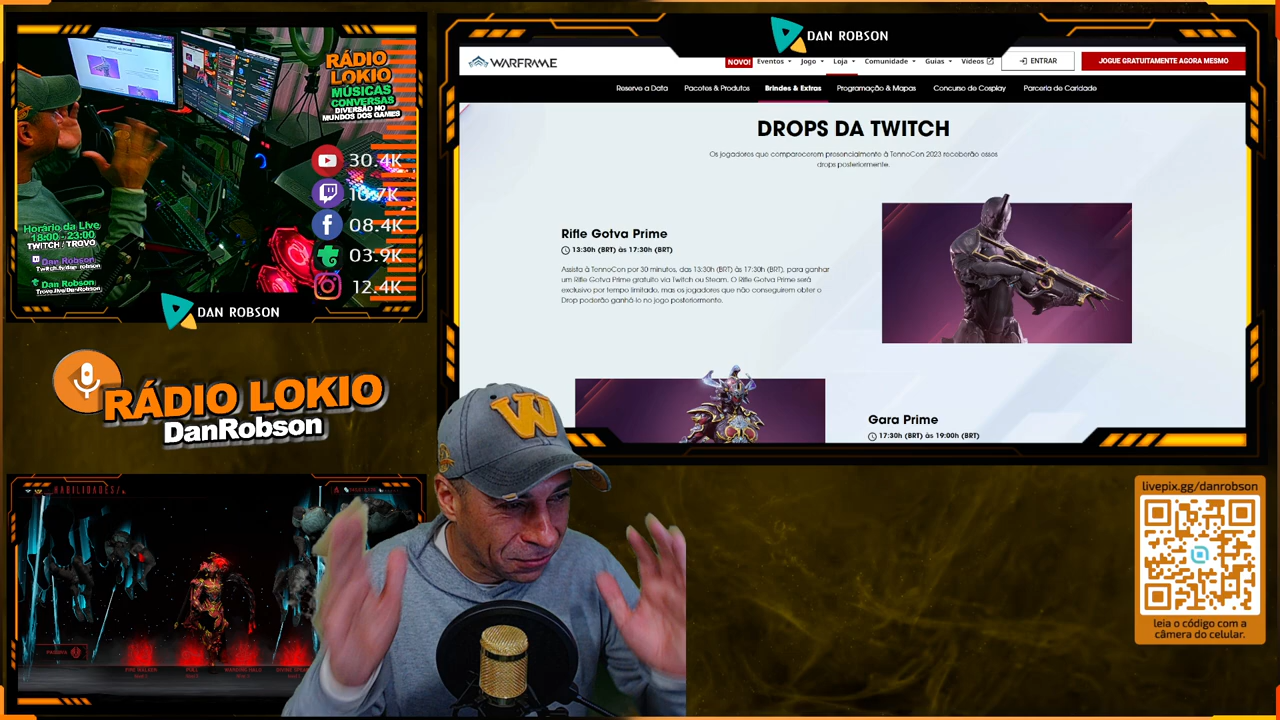 RÁDIO
LOKIO
MÚSICAS
CONVERSAS
DIVERSÃO NO
MUNDOS DOS GAMES
30.4K
10.7K
08.4K
03.9K
12.4K
Horário da Live
18:00 - 23:00
TWITCH / TROVO
Dan Robson
Twitch.tv/dan_robson
Dan Robson
Trovo.live/DanRobson
DAN ROBSON
RÁDIO LOKIO
DanRobson
HABILIDADES/
DAN ROBSON
WARFRAME
NOVO! Eventos Jogo Loja Comunidade Guias Vídeos ENTRAR JOGUE GRATUITAMENTE AGORA MESMO
Reserve a Data Pacotes & Produtos Brindes & Extras Programação & Mapas Concurso de Cosplay Parceria de Caridade
DROPS DA TWITCH
Os jogadores que comparecerem presencialmente à TennoCon 2023 receberão esses
drops posteriormente.
Rifle Gotva Prime
13:30h (BRT) às 17:30h (BRT)
Assista à TennoCon por 30 minutos, das 13:30h (BRT) às 17:30h (BRT), para ganhar
um Rifle Gotva Prime gratuito via Twitch ou Steam. O Rifle Gotva Prime será
exclusivo por tempo limitado, mas os jogadores que não conseguirem obter o
Drop poderão ganhá-lo no jogo posteriormente.
Gara Prime
17:30h (BRT) às 19:00h (BRT)
W
livepix.gg/danrobson
leia o código com a
câmera do celular.